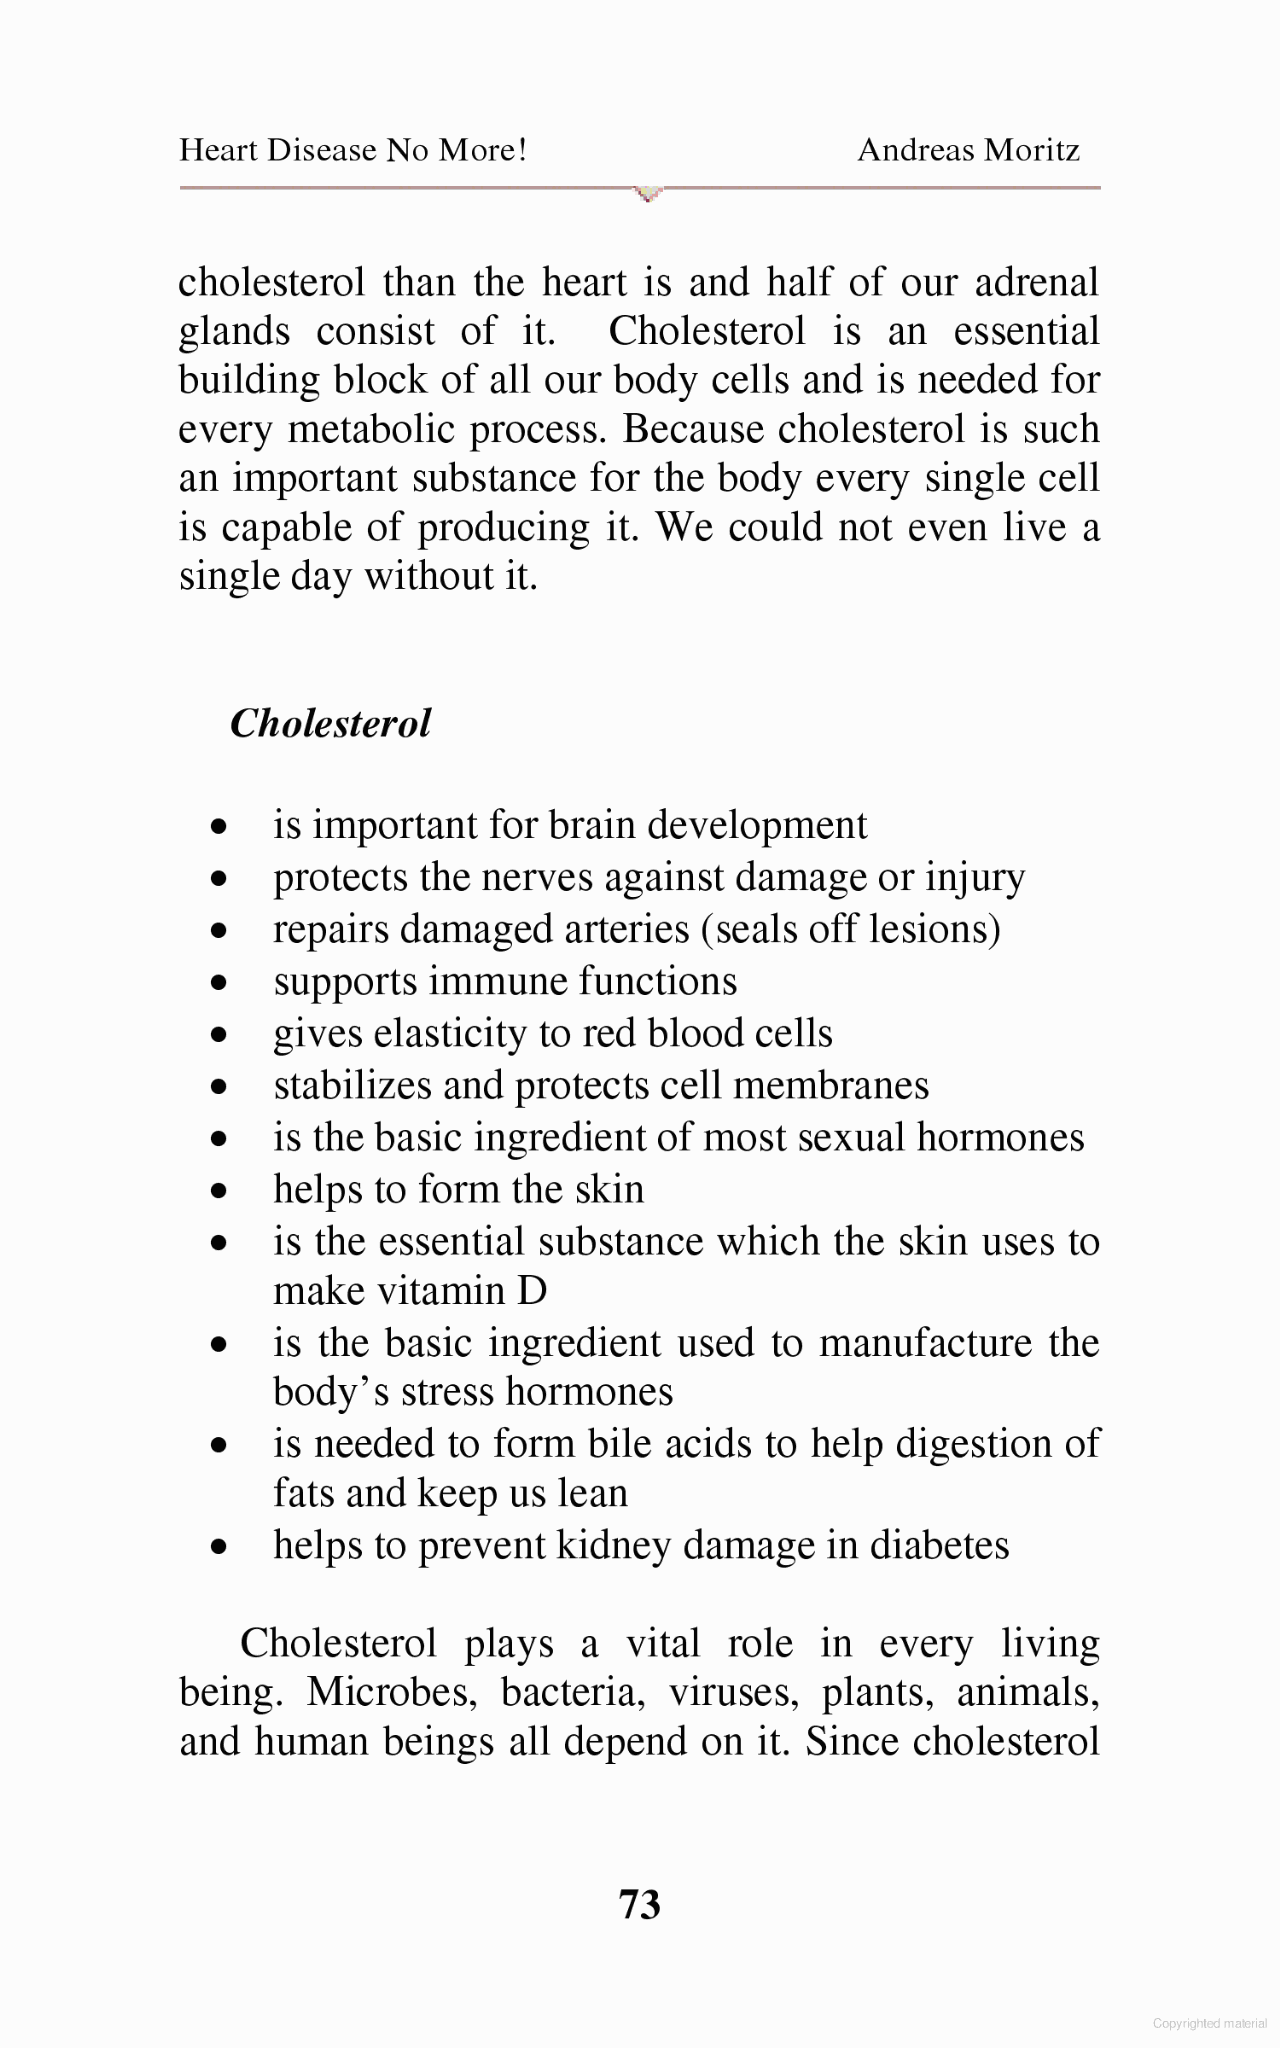 Heart Disease No More! Andreas Moritz
cholesterol than the heart is and half of our adrenal
glands consist of it. Cholesterol is an essential
building block of all our body cells and is needed for
every metabolic process. Because cholesterol is such
an important substance for the body every single cell
is capable of producing it. We could not even live a
single day without it.
Cholesterol
• is important for brain development
• protects the nerves against damage or injury
• repairs damaged arteries (seals off lesions)
• supports immune functions
• gives elasticity to red blood cells
• stabilizes and protects cell membranes
• is the basic ingredient of most sexual hormones
• helps to form the skin
• is the essential substance which the skin uses to
make vitamin D
• is the basic ingredient used to manufacture the
body’s stress hormones
• is needed to form bile acids to help digestion of
fats and keep us lean
• helps to prevent kidney damage in diabetes
Cholesterol plays a vital role in every living
being. Microbes, bacteria, viruses, plants, animals,
and human beings all depend on it. Since cholesterol
73
Copyrighted material